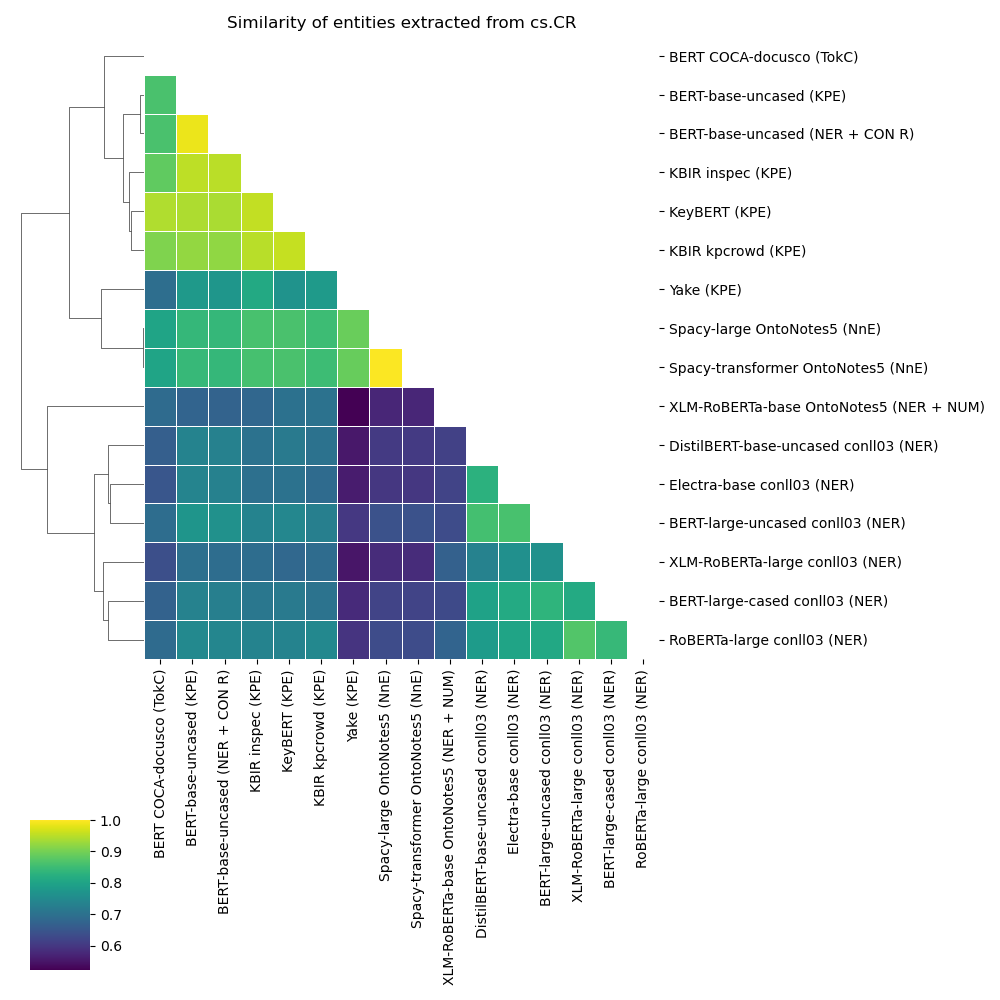 Similarity of entities extracted from cs.CR
BERT COCA-docusco (TokC)
BERT-base-uncased (KPE)
BERT-base-uncased (NER + CON R)
KBIR inspec (KPE)
KeyBERT (KPE)
KBIR kpcrowd (KPE)
Yake (KPE)
Spacy-large OntoNotes5 (NnE)
Spacy-transformer OntoNotes5 (NnE)
XLM-RoBERTa-base OntoNotes5 (NER + NUM)
DistilBERT-base-uncased conll03 (NER)
Electra-base conll03 (NER)
BERT-large-uncased conll03 (NER)
XLM-RoBERTa-large conll03 (NER)
BERT-large-cased conll03 (NER)
RoBERTa-large conll03 (NER)
BERT COCA-docusco (TokC)
BERT-base-uncased (KPE)
BERT-base-uncased (NER + CON R)
KBIR inspec (KPE)
KeyBERT (KPE)
KBIR kpcrowd (KPE)
Yake (KPE)
Spacy-large OntoNotes5 (NnE)
Spacy-transformer OntoNotes5 (NnE)
XLM-RoBERTa-base OntoNotes5 (NER + NUM)
DistilBERT-base-uncased conll03 (NER)
Electra-base conll03 (NER)
BERT-large-uncased conll03 (NER)
XLM-RoBERTa-large conll03 (NER)
BERT-large-cased conll03 (NER)
RoBERTa-large conll03 (NER)
1.0
0.9
0.8
0.7
0.6